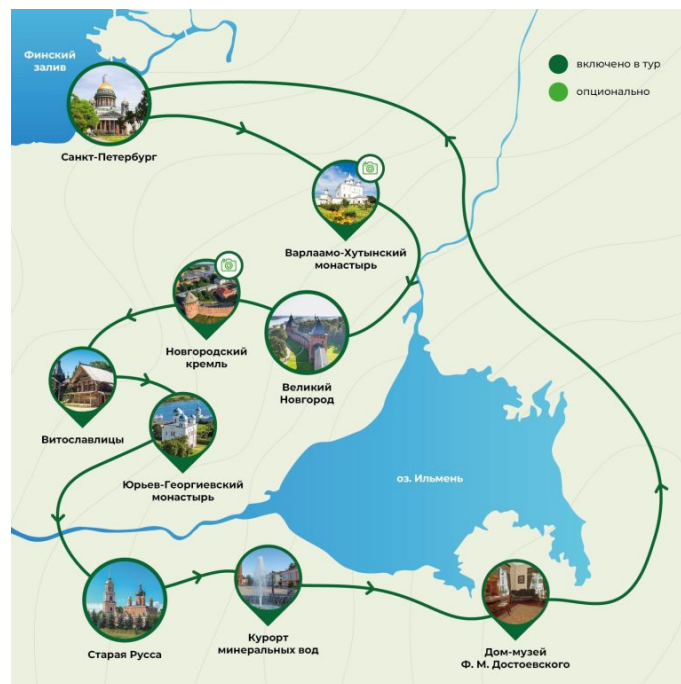 Финский
залив
включено в тур
опционально
Санкт-Петербург
Варлаамо-Хутынский
монастырь
Новгородский
кремль
Великий
Новгород
Витославлицы
Юрьев-Георгиевский
монастырь
оз. Ильмень
Старая Русса
Курорт
минеральных вод
Дом-музей
Ф. М. Достоевского